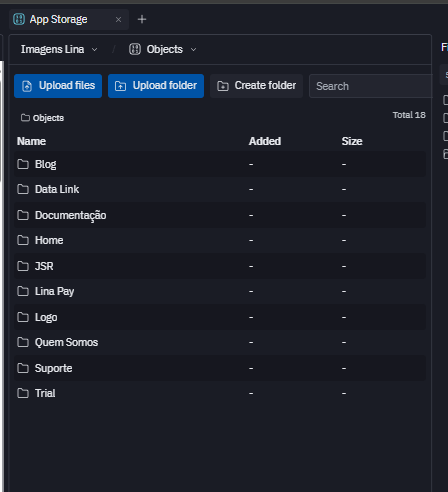 App Storage
Imagens Lina / Objects
Upload files Upload folder Create folder Search
Objects Total 18
Name Added Size
Blog - -
Data Link - -
Documentação - -
Home - -
JSR - -
Lina Pay - -
Logo - -
Quem Somos - -
Suporte - -
Trial - -